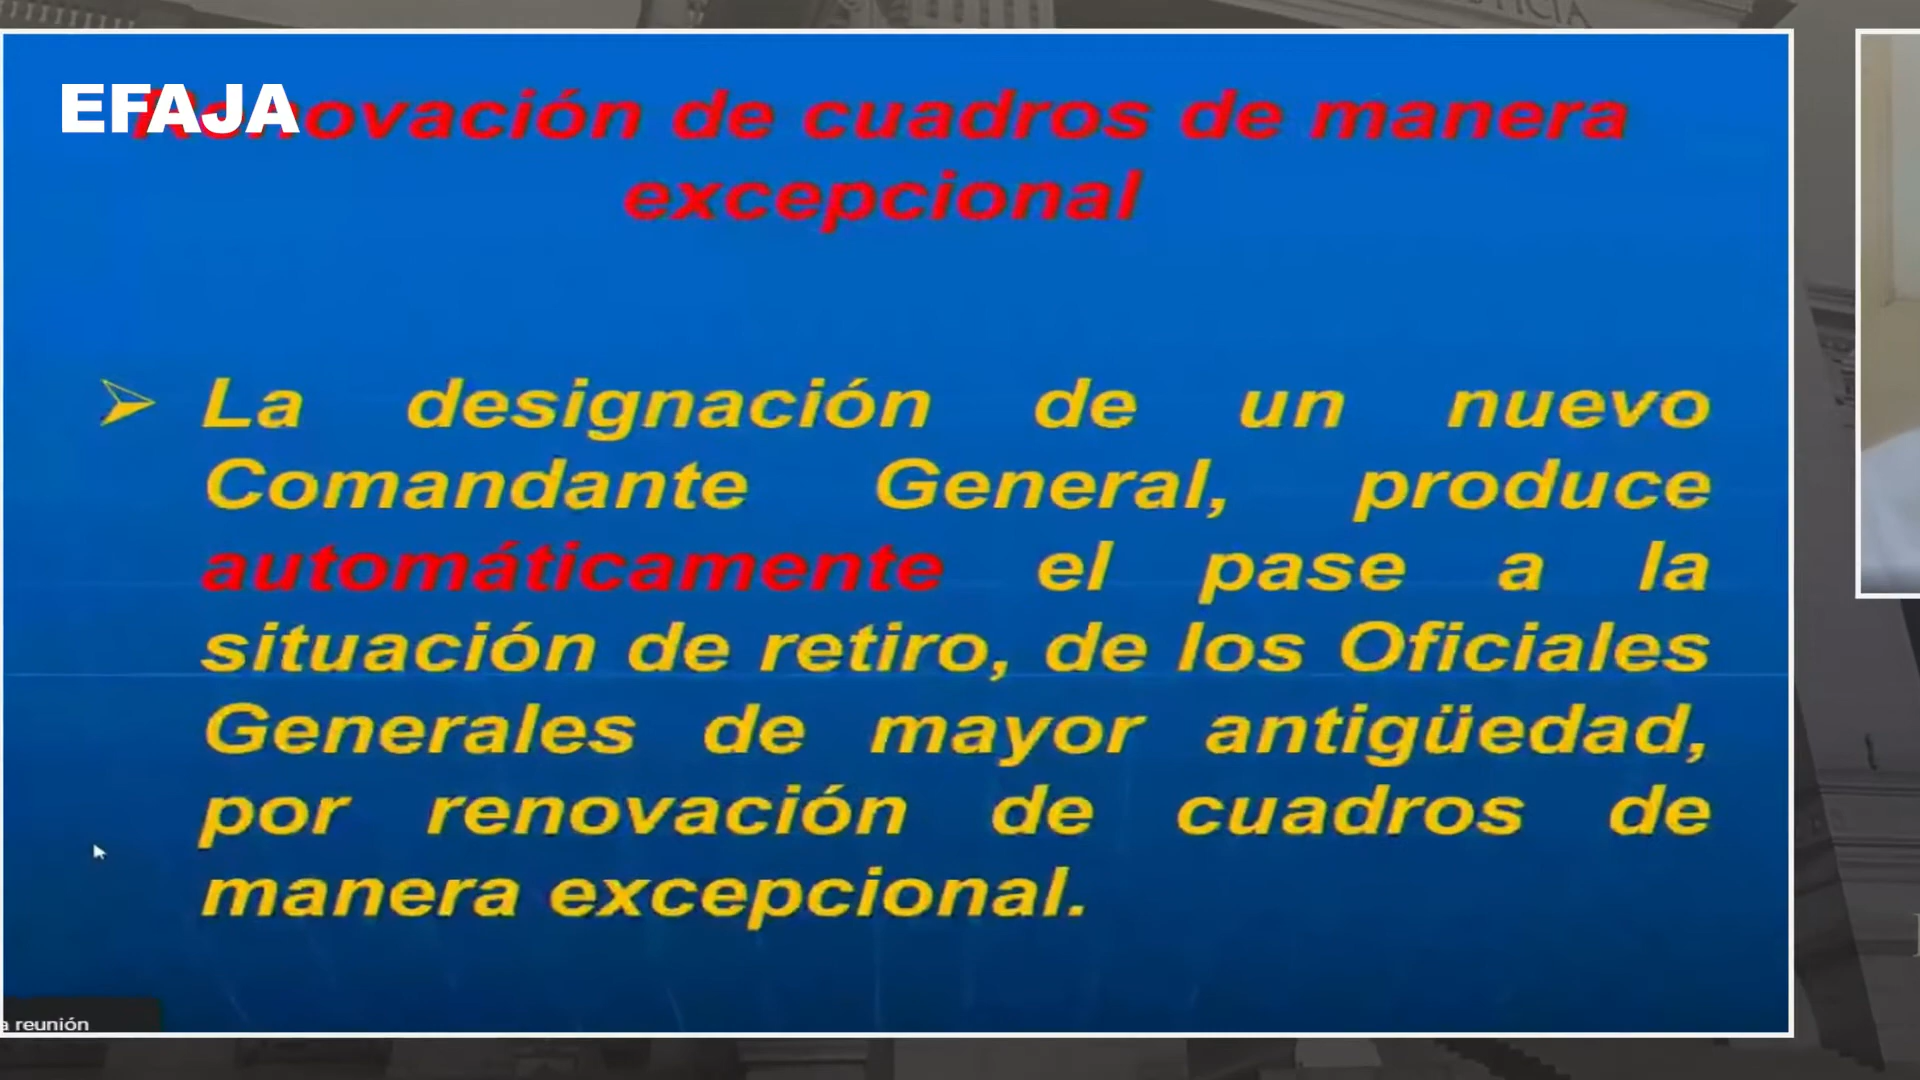 EFAJA
Renovación de cuadros de manera
excepcional
La designación de un nuevo
Comandante General, produce
automáticamente el pase a la
situación de retiro, de los Oficiales
Generales de mayor antigüedad,
por renovación de cuadros de
manera excepcional.
a reunión